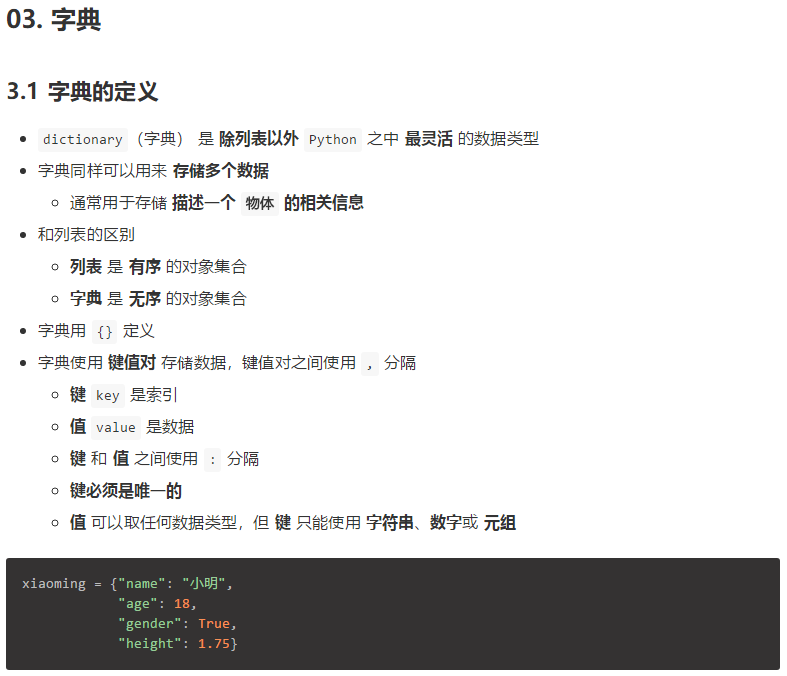 03. 字典
3.1 字典的定义
dictionary（字典） 是 除列表以外 Python 之中 最灵活 的数据类型
字典同样可以用来 存储多个数据
通常用于存储 描述一个 物体 的相关信息
和列表的区别
列表 是 有序 的对象集合
字典 是 无序 的对象集合
字典用 {} 定义
字典使用 键值对 存储数据，键值对之间使用 , 分隔
键 key 是索引
值 value 是数据
键 和 值 之间使用 : 分隔
键必须是唯一的
值 可以取任何数据类型，但 键 只能使用 字符串、数字或 元组
xiaoming = {"name": "小明",
"age": 18,
"gender": True,
"height": 1.75}